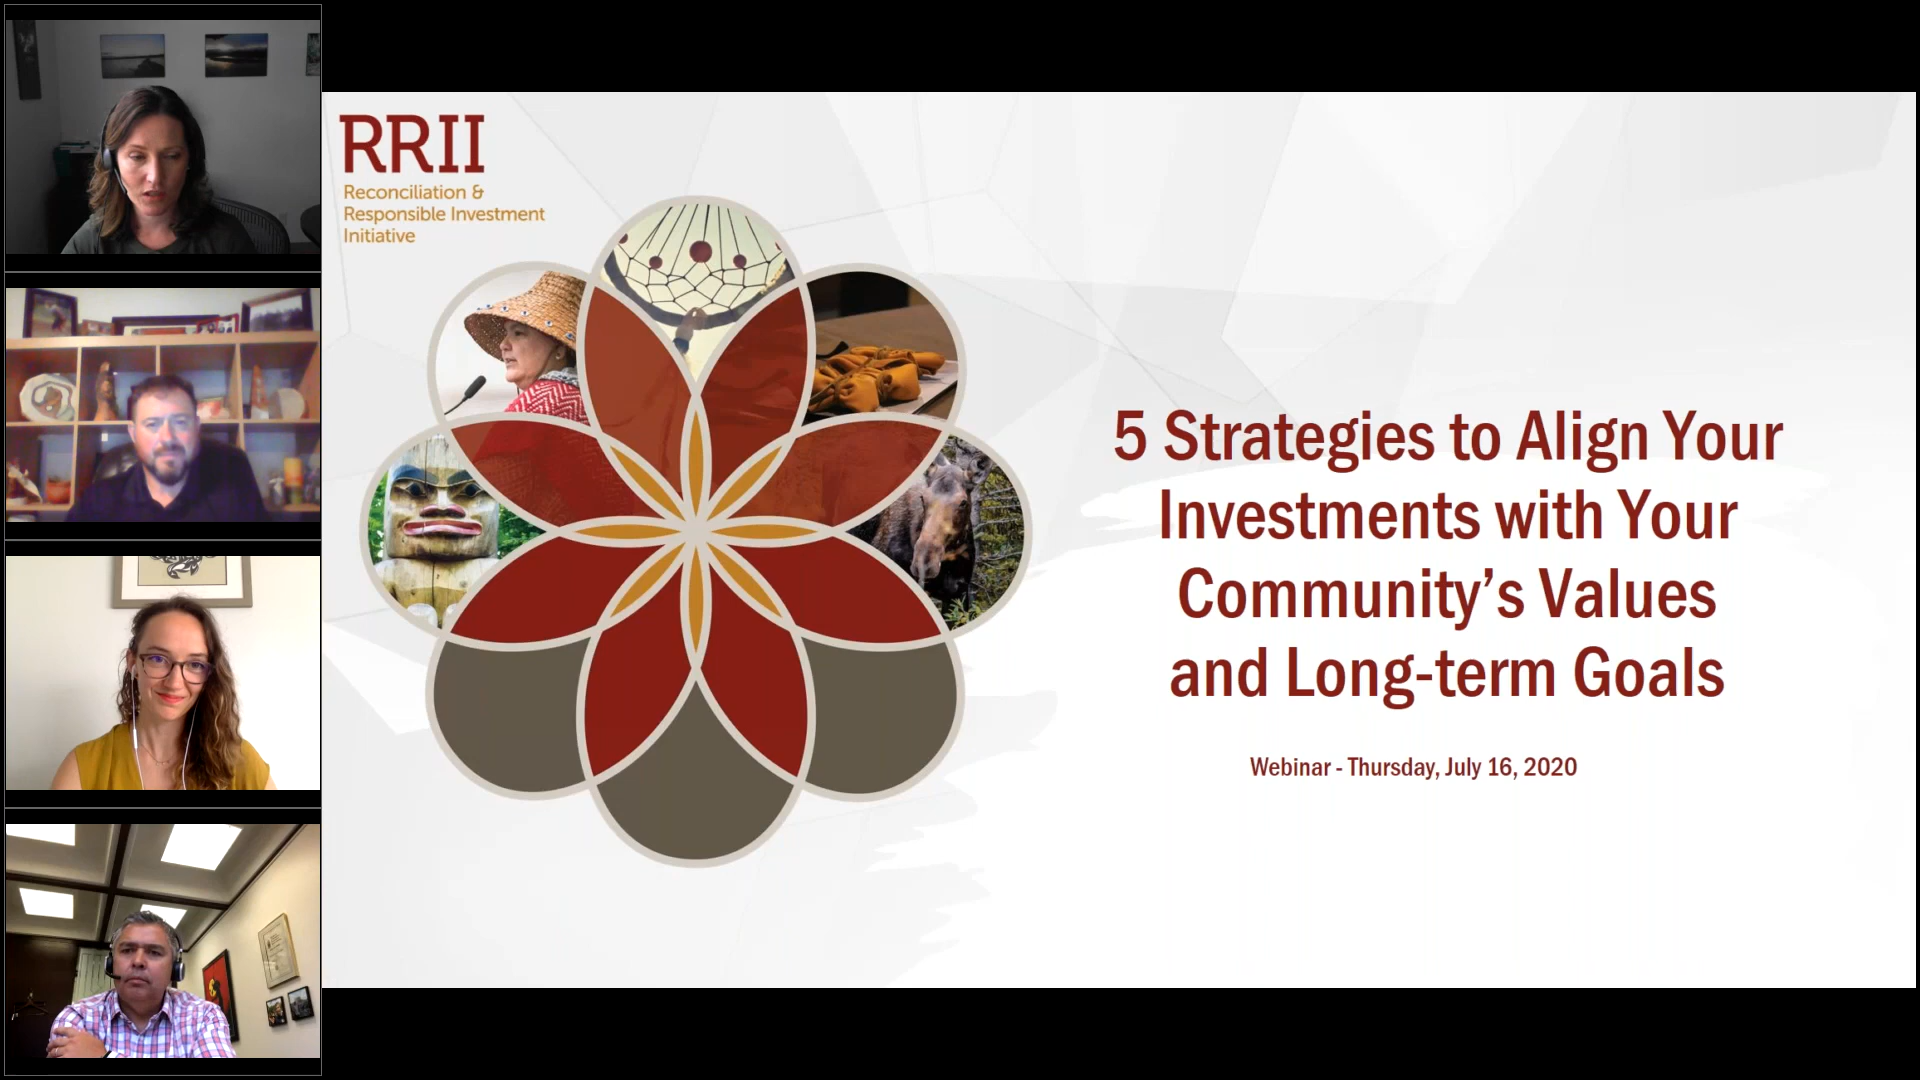 RRII
Reconciliation &
Responsible Investment
Initiative
5 Strategies to Align Your
Investments with Your
Community’s Values
and Long-term Goals
Webinar - Thursday, July 16, 2020